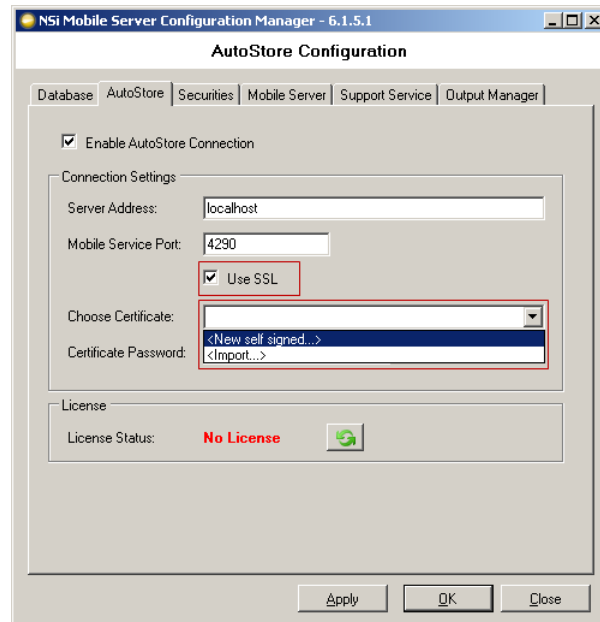 NSi Mobile Server Configuration Manager - 6.1.5.1
AutoStore Configuration
Database AutoStore Securities Mobile Server Support Service Output Manager
Enable AutoStore Connection
Connection Settings
Server Address: localhost
Mobile Service Port: 4290
Use SSL
Choose Certificate:
<New self signed...>
Certificate Password: <Import...>
License
License Status: No License
Apply OK Close